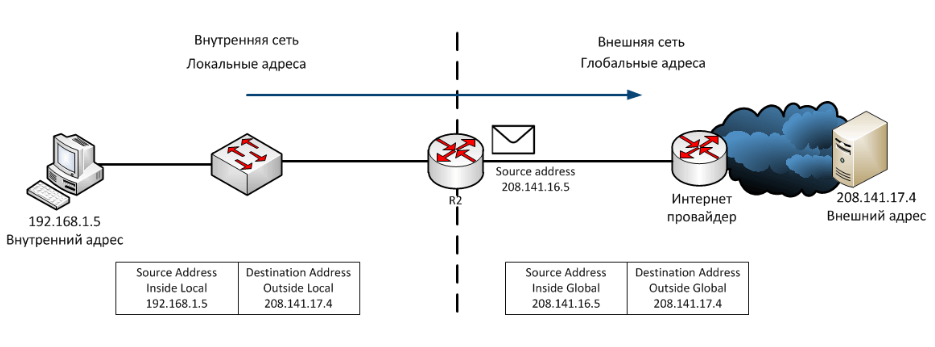 Внутренняя сеть
Локальные адреса
Внешняя сеть
Глобальные адреса
Source address
208.141.16.5
R2
192.168.1.5
Внутренний адрес
Интернет
провайдер
208.141.17.4
Внешний адрес
Source Address
Inside Local
192.168.1.5
Destination Address
Outside Local
208.141.17.4
Source Address
Inside Global
208.141.16.5
Destination Address
Outside Global
208.141.17.4